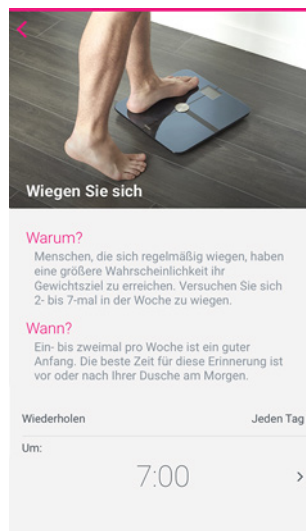 Wiegen Sie sich
Warum?
Menschen, die sich regelmäßig wiegen, haben
eine größere Wahrscheinlichkeit ihr
Gewichtsziel zu erreichen. Versuchen Sie sich
2- bis 7-mal in der Woche zu wiegen.
Wann?
Ein- bis zweimal pro Woche ist ein guter
Anfang. Die beste Zeit für diese Erinnerung ist
vor oder nach Ihrer Dusche am Morgen.
Wiederholen Jeden Tag
Um:
7:00